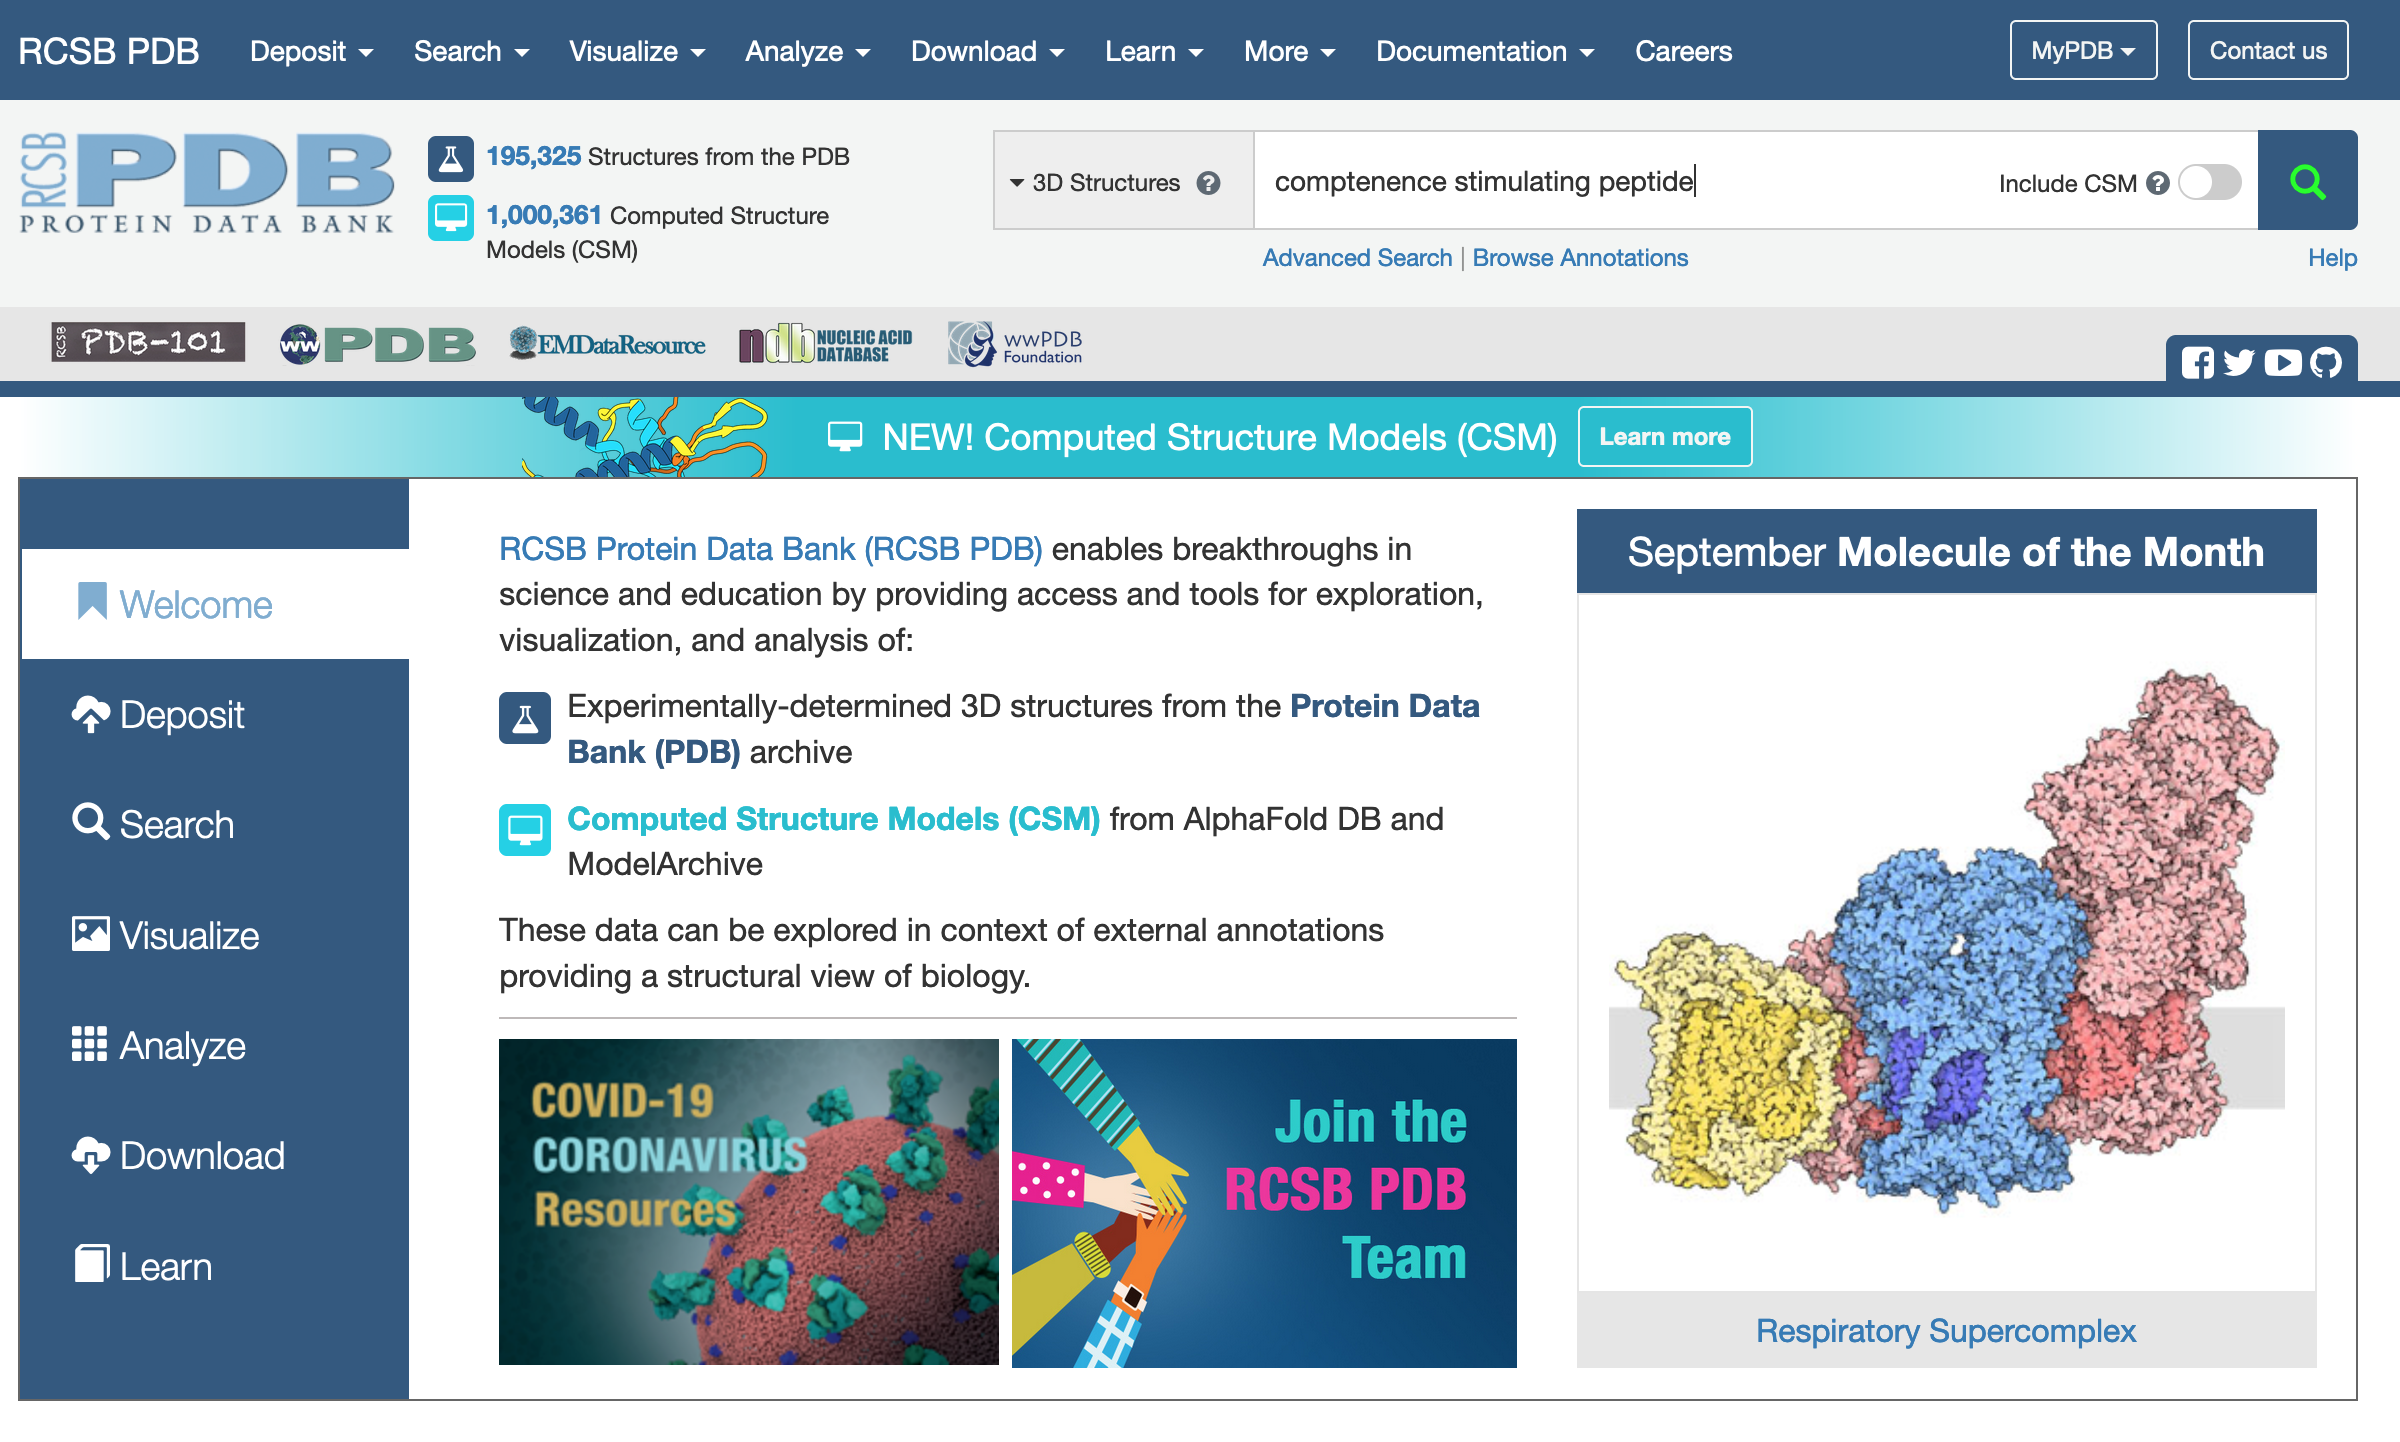 RCSB PDB Deposit Search Visualize Analyze Download Learn More Documentation Careers MyPDB Contact us
RCSB PDB
PROTEIN DATA BANK
195,325 Structures from the PDB
1,000,361 Computed Structure
Models (CSM)
3D Structures ? comptenence stimulating peptide Include CSM ?
Advanced Search | Browse Annotations Help
RCSB PDB-101 wwPDB EMDataResource ndb NUCLEIC ACID DATABASE wwPDB Foundation
NEW! Computed Structure Models (CSM) Learn more
Welcome
Deposit
Search
Visualize
Analyze
Download
Learn
RCSB Protein Data Bank (RCSB PDB) enables breakthroughs in
science and education by providing access and tools for exploration,
visualization, and analysis of:
Experimentally-determined 3D structures from the Protein Data
Bank (PDB) archive
Computed Structure Models (CSM) from AlphaFold DB and
ModelArchive
These data can be explored in context of external annotations
providing a structural view of biology.
COVID-19
CORONAVIRUS
Resources
Join the
RCSB PDB
Team
September Molecule of the Month
Respiratory Supercomplex